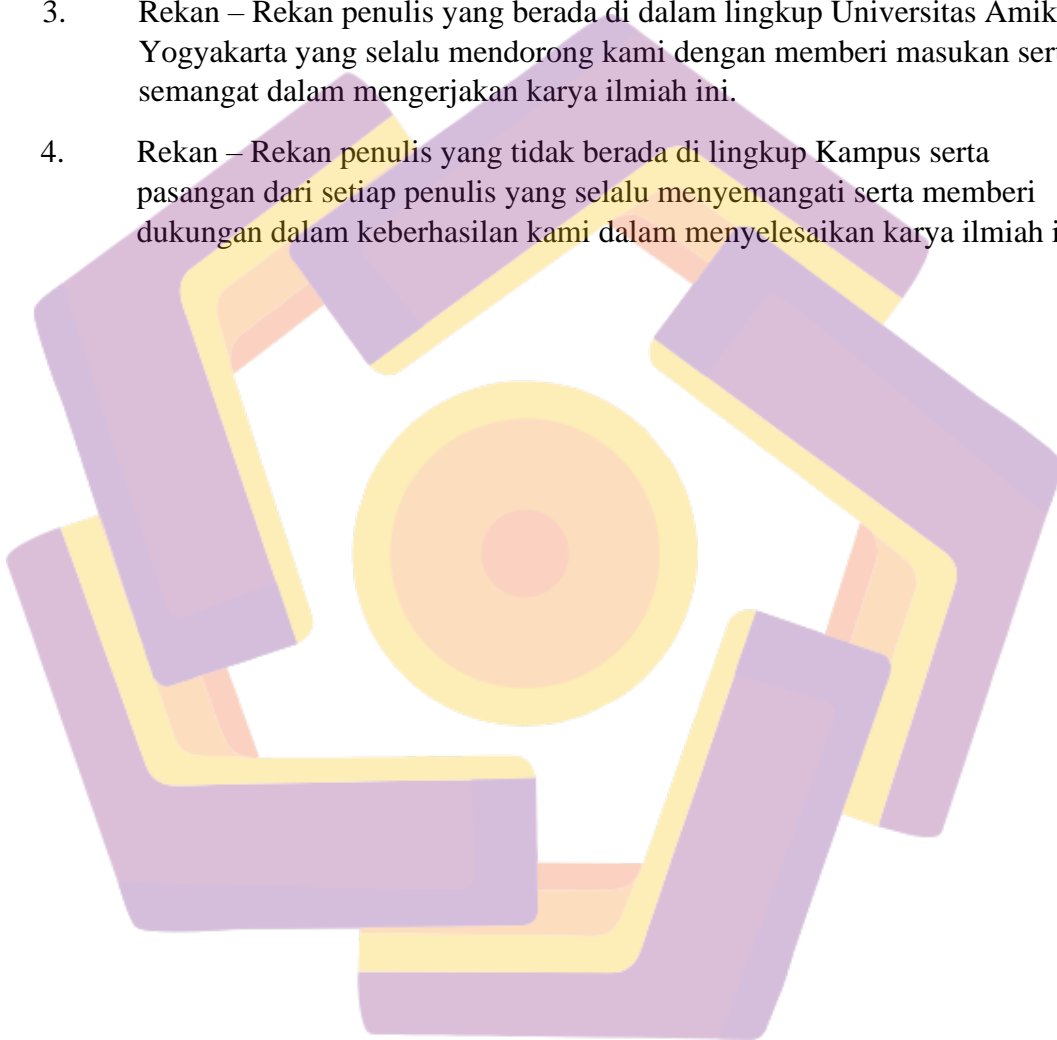 3. Rekan – Rekan penulis yang berada di dalam lingkup Universitas Amik
Yogyakarta yang selalu mendorong kami dengan memberi masukan ser
semangat dalam mengerjakan karya ilmiah ini.
4. Rekan – Rekan penulis yang tidak berada di lingkup Kampus serta
pasangan dari setiap penulis yang selalu menyemangati serta memberi
dukungan dalam keberhasilan kami dalam menyelesaikan karya ilmiah i